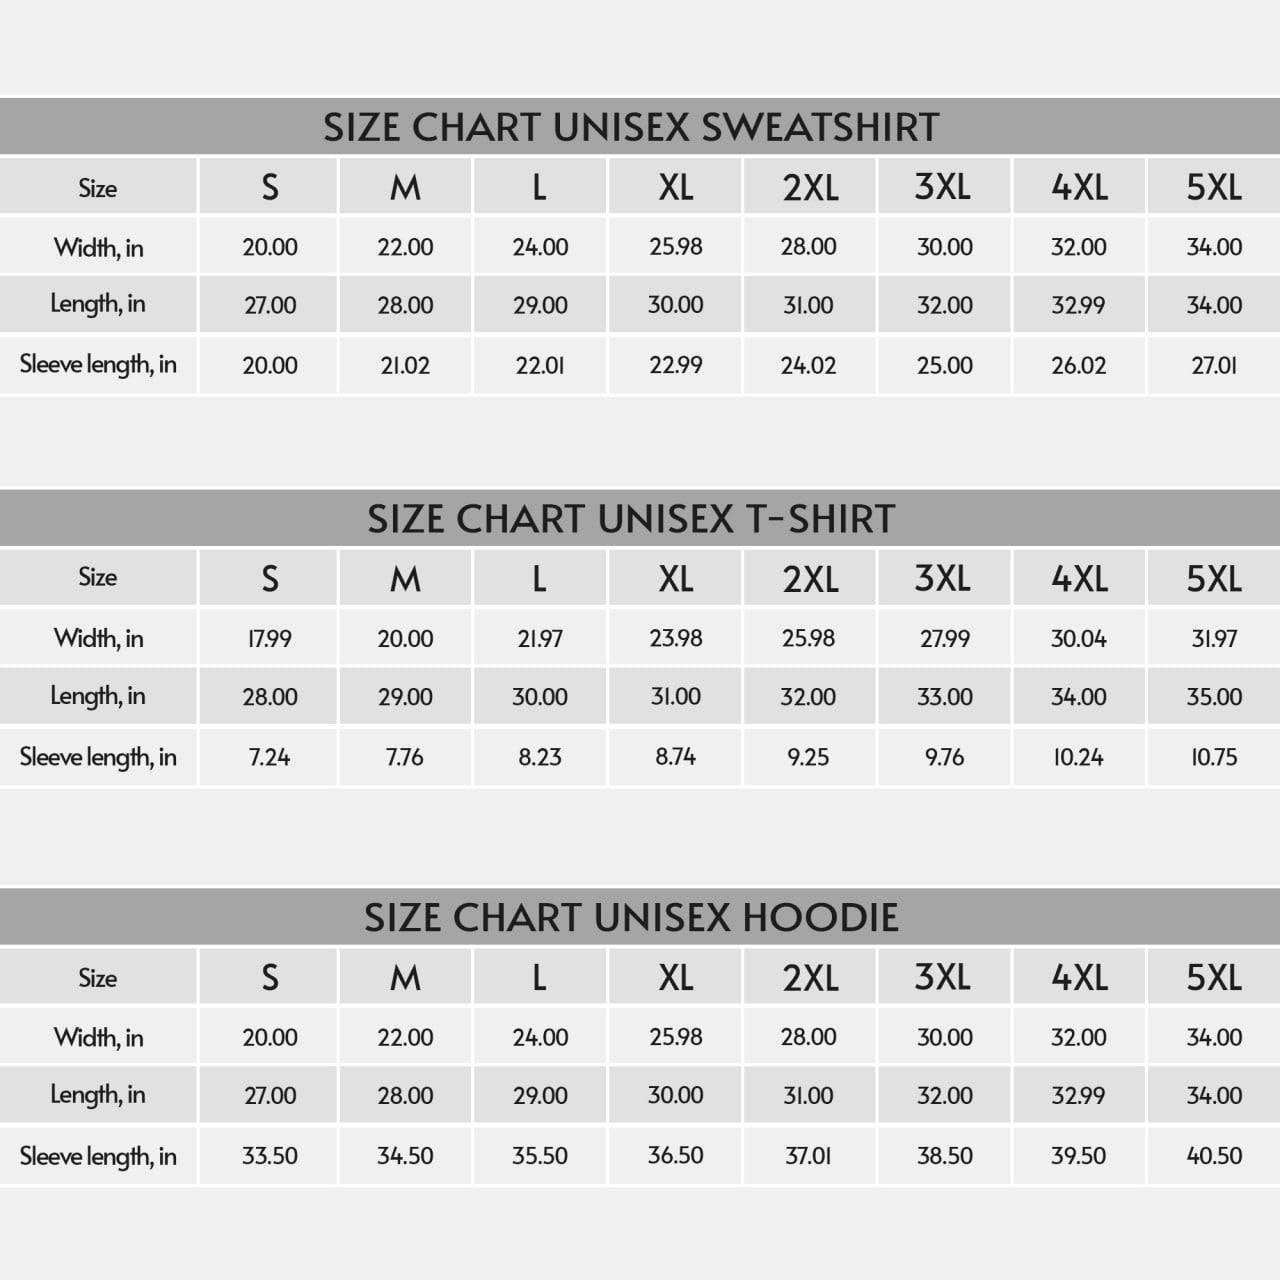 SIZE CHART UNISEX SWEATSHIRT
Size S M L XL 2XL 3XL 4XL 5XL
Width, in 20.00 22.00 24.00 25.98 28.00 30.00 32.00 34.00
Length, in 27.00 28.00 29.00 30.00 31.00 32.00 32.99 34.00
Sleeve length, in 20.00 21.02 22.01 22.99 24.02 25.00 26.02 27.01
SIZE CHART UNISEX T-SHIRT
Size S M L XL 2XL 3XL 4XL 5XL
Width, in 17.99 20.00 21.97 23.98 25.98 27.99 30.04 31.97
Length, in 28.00 29.00 30.00 31.00 32.00 33.00 34.00 35.00
Sleeve length, in 7.24 7.76 8.23 8.74 9.25 9.76 10.24 10.75
SIZE CHART UNISEX HOODIE
Size S M L XL 2XL 3XL 4XL 5XL
Width, in 20.00 22.00 24.00 25.98 28.00 30.00 32.00 34.00
Length, in 27.00 28.00 29.00 30.00 31.00 32.00 32.99 34.00
Sleeve length, in 33.50 34.50 35.50 36.50 37.01 38.50 39.50 40.50